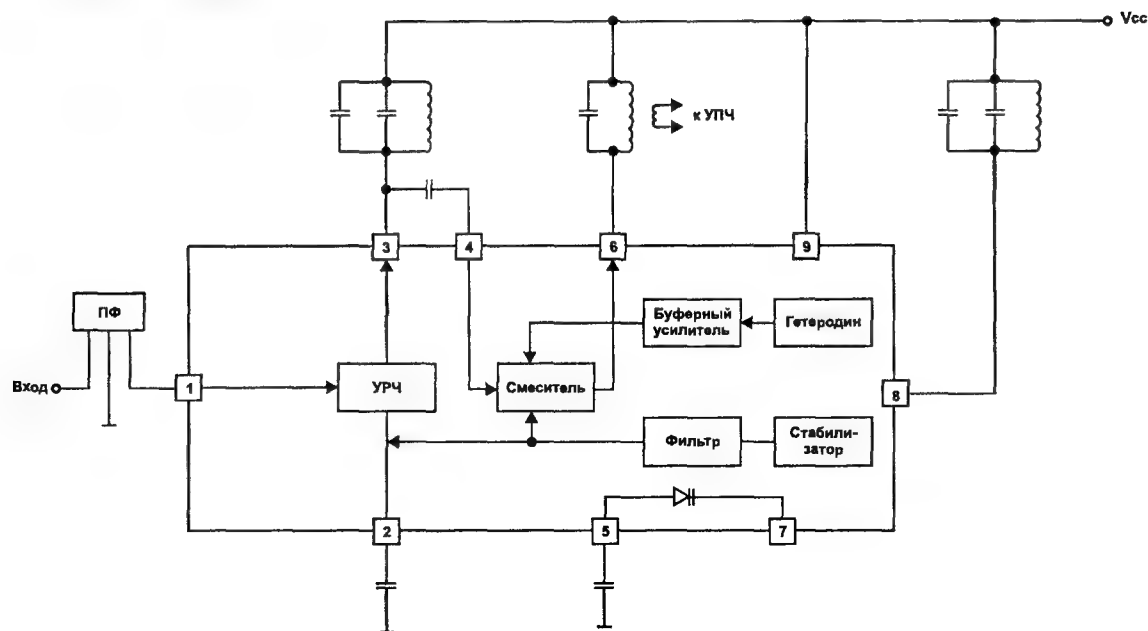 Vcc
к УПЧ
3
4
6
9
ПФ
Буферный
усилитель
Гетеродин
Вход
1
УРЧ
Смеситель
8
Фильтр
Стабили-
затор
2
5
7